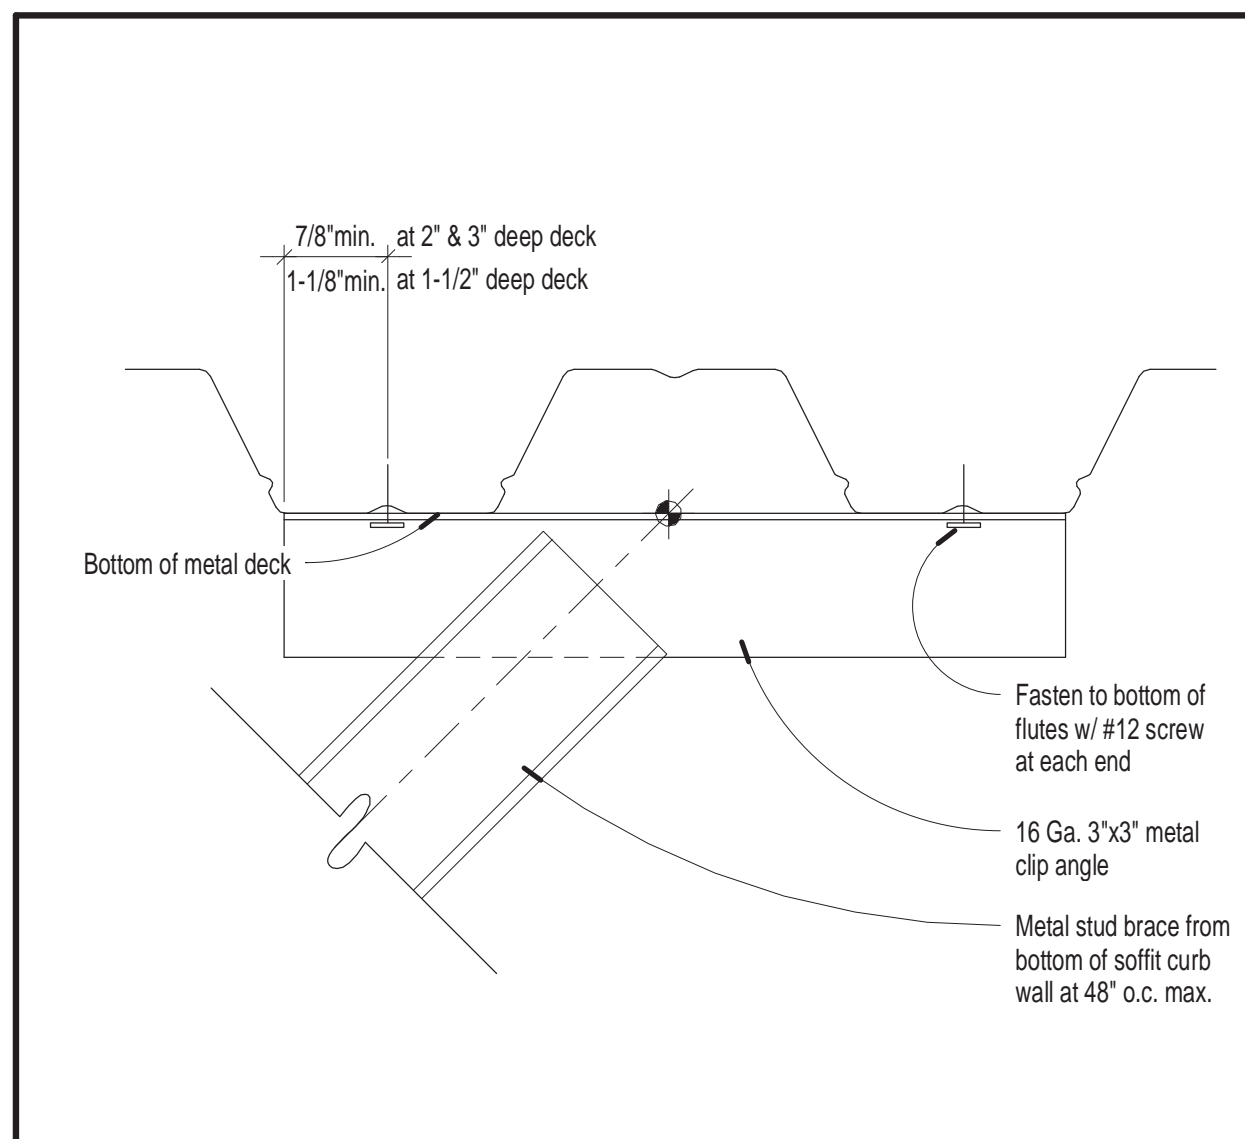 7/8"min. at 2" & 3" deep deck
1-1/8"min. at 1-1/2" deep deck
Bottom of metal deck
Fasten to bottom of
flutes w/ #12 screw
at each end
16 Ga. 3"x3" metal
clip angle
Metal stud brace from
bottom of soffit curb
wall at 48" o.c. max.